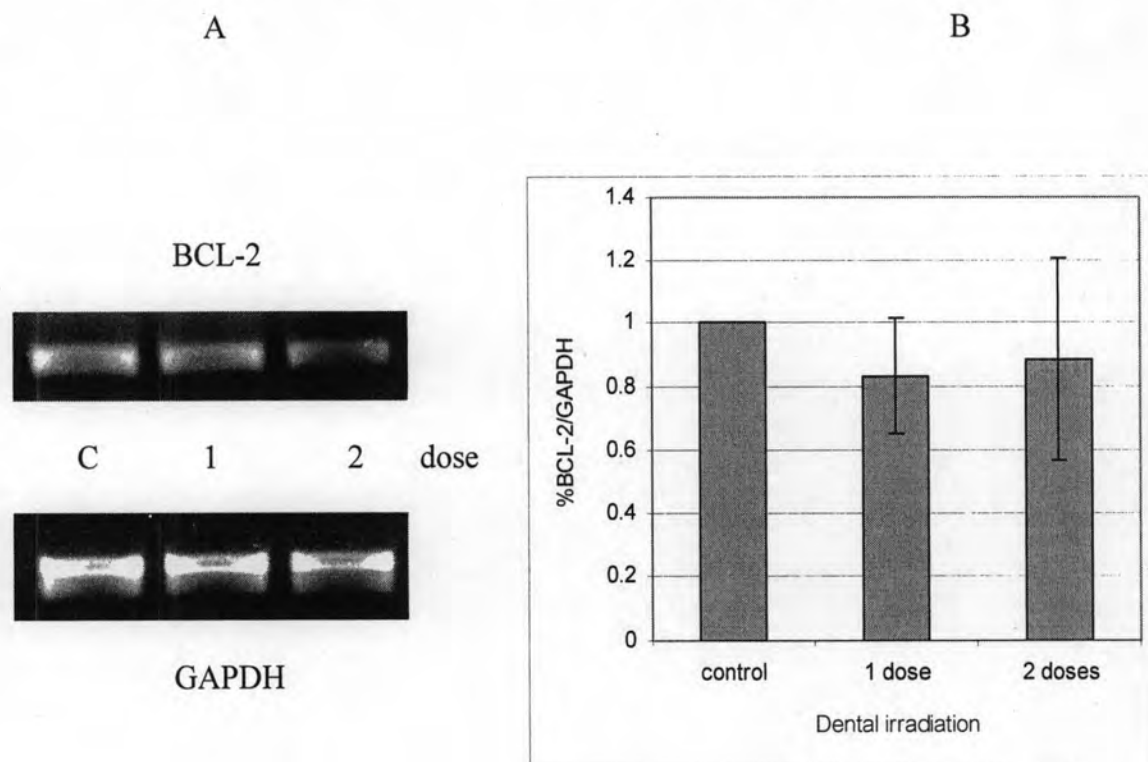 A
BCL-2
C 1 2 dose
GAPDH
B
%BCL-2/GAPDH
1.4
1.2
1
0.8
0.6
0.4
0.2
0
control 1 dose 2 doses
Dental irradiation